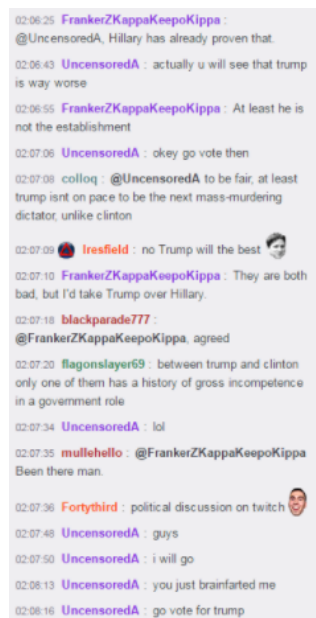 02:06:25 FrankerZKappaKeepoKippa :
@UncensoredA, Hillary has already proven that.
02:06:43 UncensoredA : actually u will see that trump
is way worse
02:06:55 FrankerZKappaKeepoKippa : At least he is
not the establishment
02:07:06 UncensoredA : okey go vote then
02:07:08 colloq : @UncensoredA to be fair, at least
trump isnt on pace to be the next mass-murdering
dictator, unlike clinton
02:07:09 Iresfield : no Trump will the best
02:07:10 FrankerZKappaKeepoKippa : They are both
bad, but I'd take Trump over Hillary.
02:07:18 blackparade777 :
@FrankerZKappaKeepoKippa, agreed
02:07:20 flagonslayer69 : between trump and clinton
only one of them has a history of gross incompetence
in a government role
02:07:34 UncensoredA : lol
02:07:35 mullehello : @FrankerZKappaKeepoKippa
Been there man.
02:07:36 Fortythird : political discussion on twitch
02:07:48 UncensoredA : guys
02:07:50 UncensoredA : i will go
02:08:13 UncensoredA : you just brainfarted me
02:08:16 UncensoredA : go vote for trump